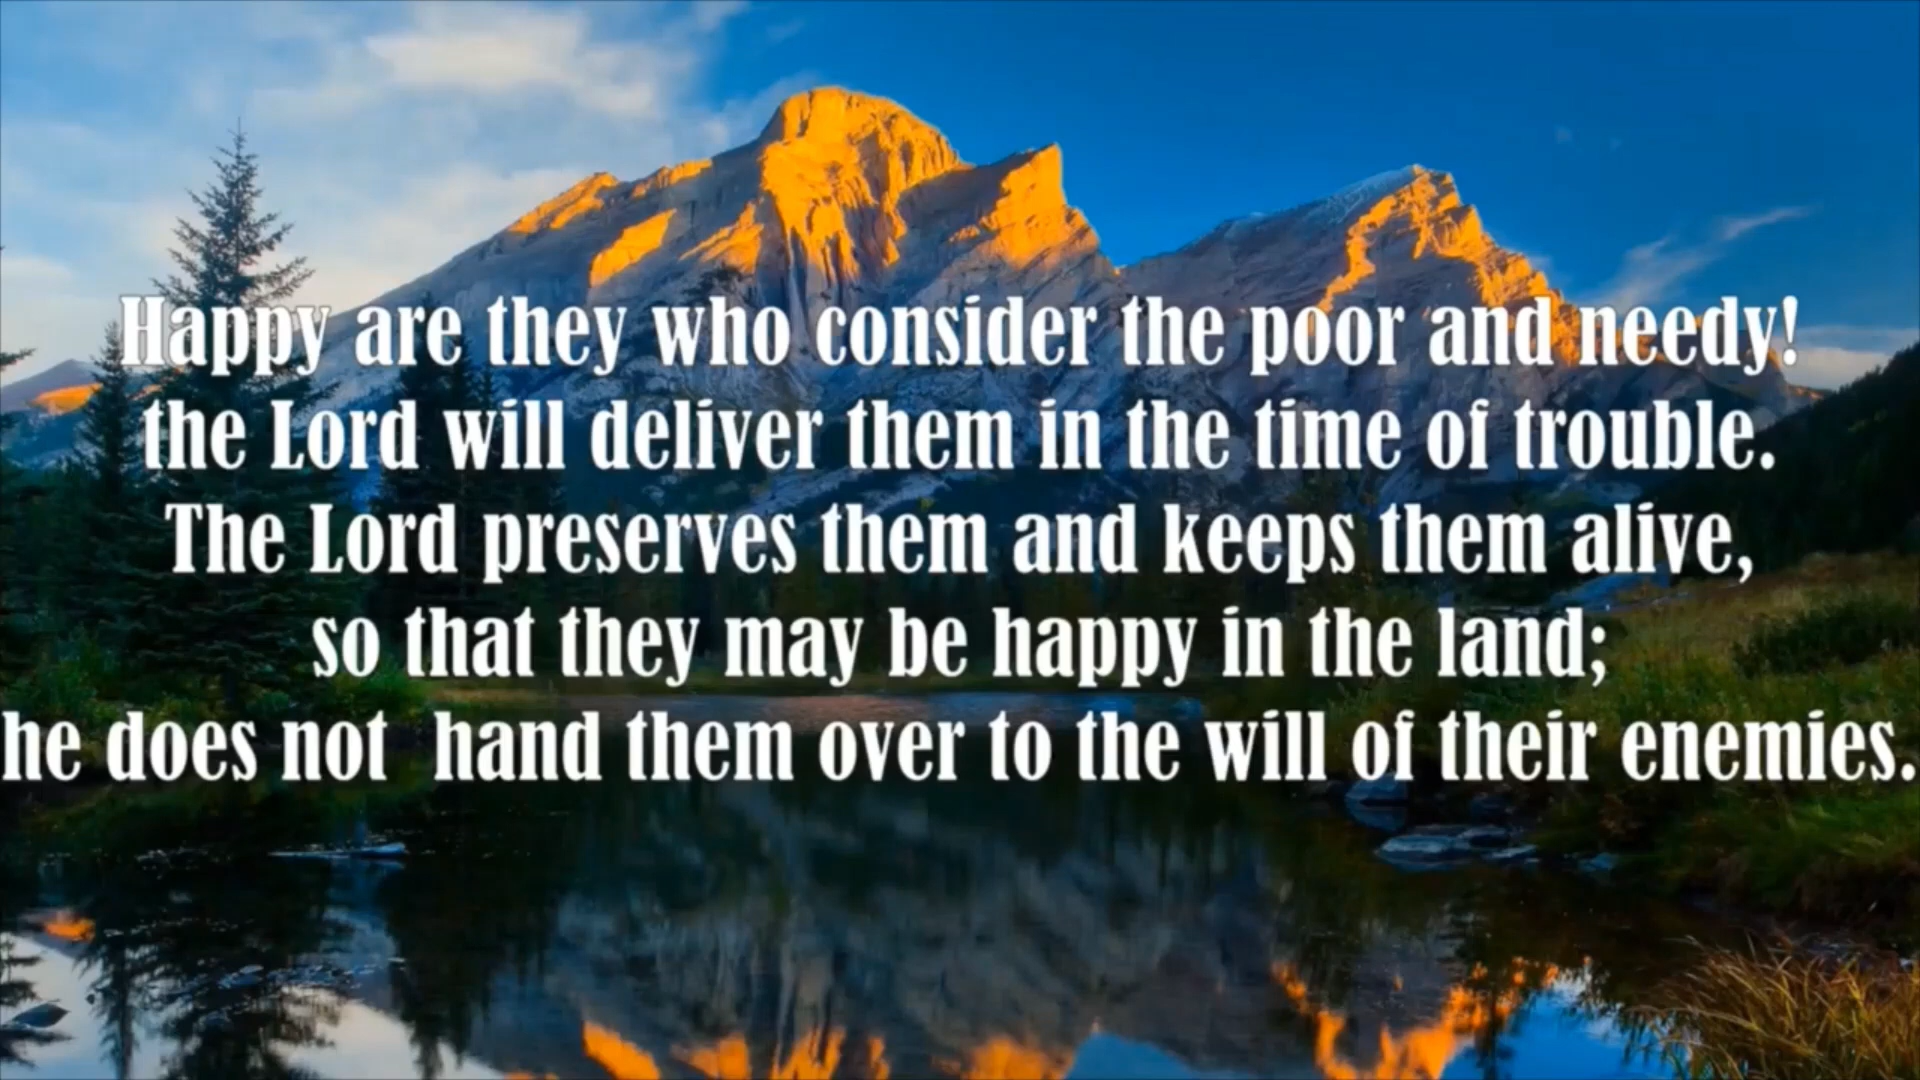 Happy are they who consider the poor and needy!
the Lord will deliver them in the time of trouble.
The Lord preserves them and keeps them alive,
so that they may be happy in the land;
he does not  hand them over to the will of their enemies.